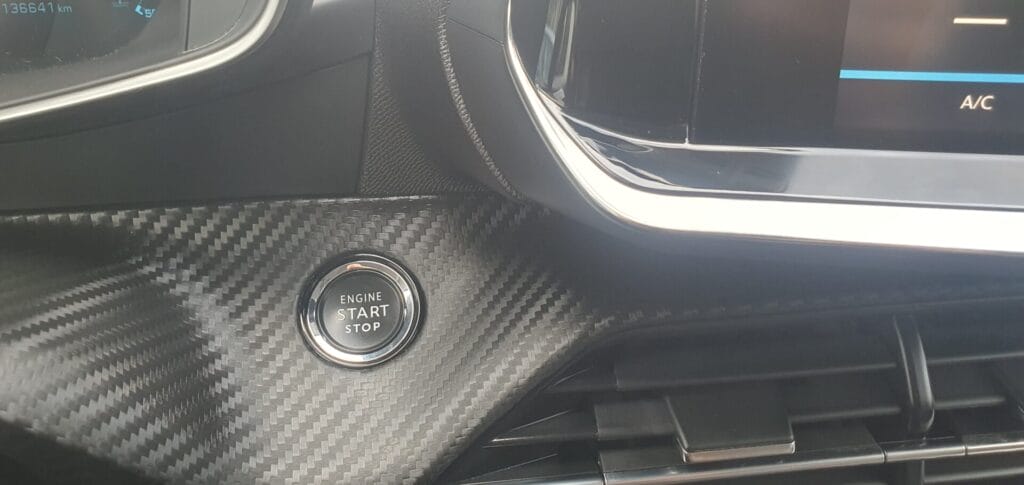 136641 km
A/C
ENGINE
START
STOP